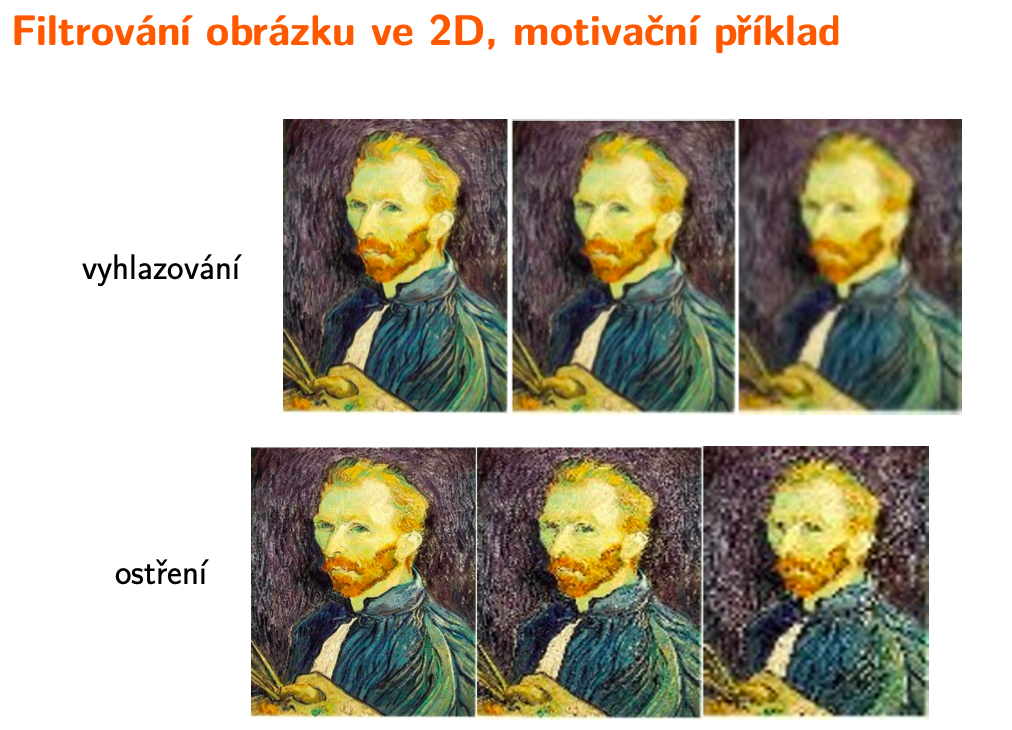 Filtrování obrázku ve 2D, motivační příklad
vyhlazování
ostření